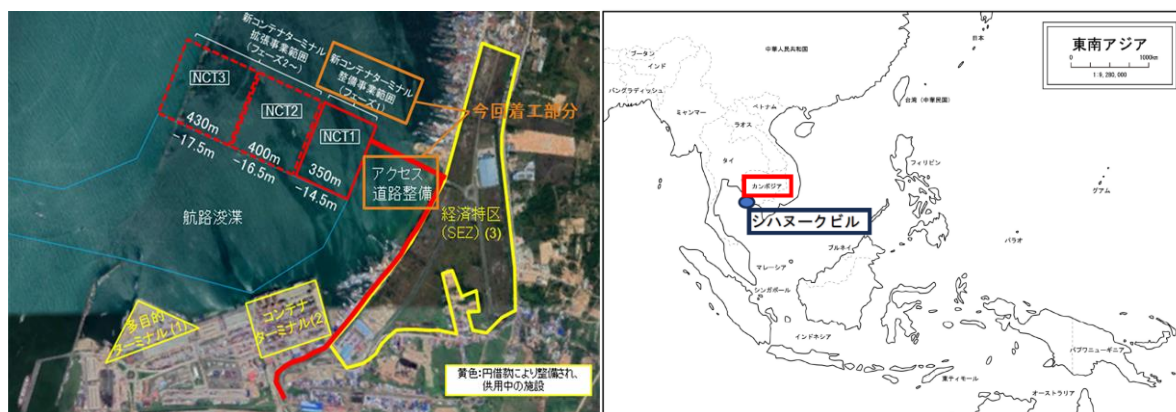 新コンテナターミナル
拡張事業範囲
(フェーズ2～)
新コンテナターミナル
整備事業範囲
(フェーズ1)
今回着工部分
NCT3
NCT2
NCT1
430m
400m
350m
-17.5m
-16.5m
-14.5m
アクセス
道路整備
航路浚渫
経済特区
(SEZ) (3)
多目的
ターミナル(1)
コンテナ
ターミナル(2)
黄色:円借款により整備され、
供用中の施設
東南アジア
0 1000km
1:8,280,000
日本
中華人民共和国
ブータン
インド
バングラディッシュ
ミャンマー
ベトナム
ラオス
台湾(中華民国)
タイ
カンボジア
フィリピン
グアム
シハヌークビル
パラオ
ブルネイ
マレーシア
シンガポール
インドネシア
パプワニューギニア
東ティモール
オーストラリア